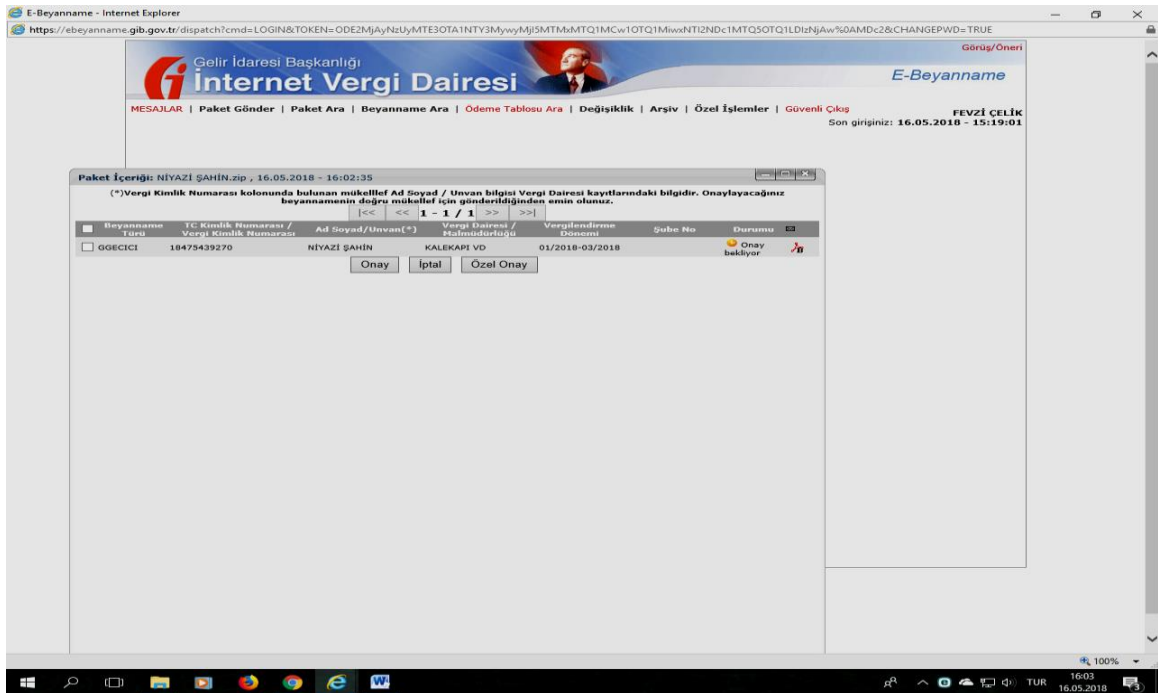 E-Beyanname - Internet Explorer
https://ebeyanname.gib.gov.tr/dispatch?cmd=LOGIN&TOKEN=
Görüş/Öneri
Gelir İdaresi Başkanlığı
İnternet Vergi Dairesi
E-Beyanname
MESAJLAR | Paket Gönder | Paket Ara | Beyanname Ara | Ödeme Tablosu Ara | Değişiklik | Arşiv | Özel İşlemler | Güvenli Çıkış
FEVZİ ÇELİK
Son girişiniz: 16.05.2018 - 15:19:01
Paket İçeriği: NİYAZİ ŞAHİN.zip , 16.05.2018 - 16:02:35
(*)Vergi Kimlik Numarası kolonunda bulunan mükelllef Ad Soyad / Unvan bilgisi Vergi Dairesi kayıtlarındaki bilgidir. Onaylayacağınız
beyannamenin doğru mükellef için gönderildiğinden emin olunuz.
|<< << 1 - 1 / 1 >> >>|
Beyanname Türü TC Kimlik Numarası / Vergi Kimlik Numarası Ad Soyad/Unvan(*) Vergi Dairesi / Malmüdürlüğü Vergilendirme Dönemi Şube No Durumu
GGECICI 18475439270 NİYAZİ ŞAHİN KALEKAPI VD 01/2018-03/2018 Onay bekliyor
Onay İptal Özel Onay
100%
TUR 16:03
16.05.2018